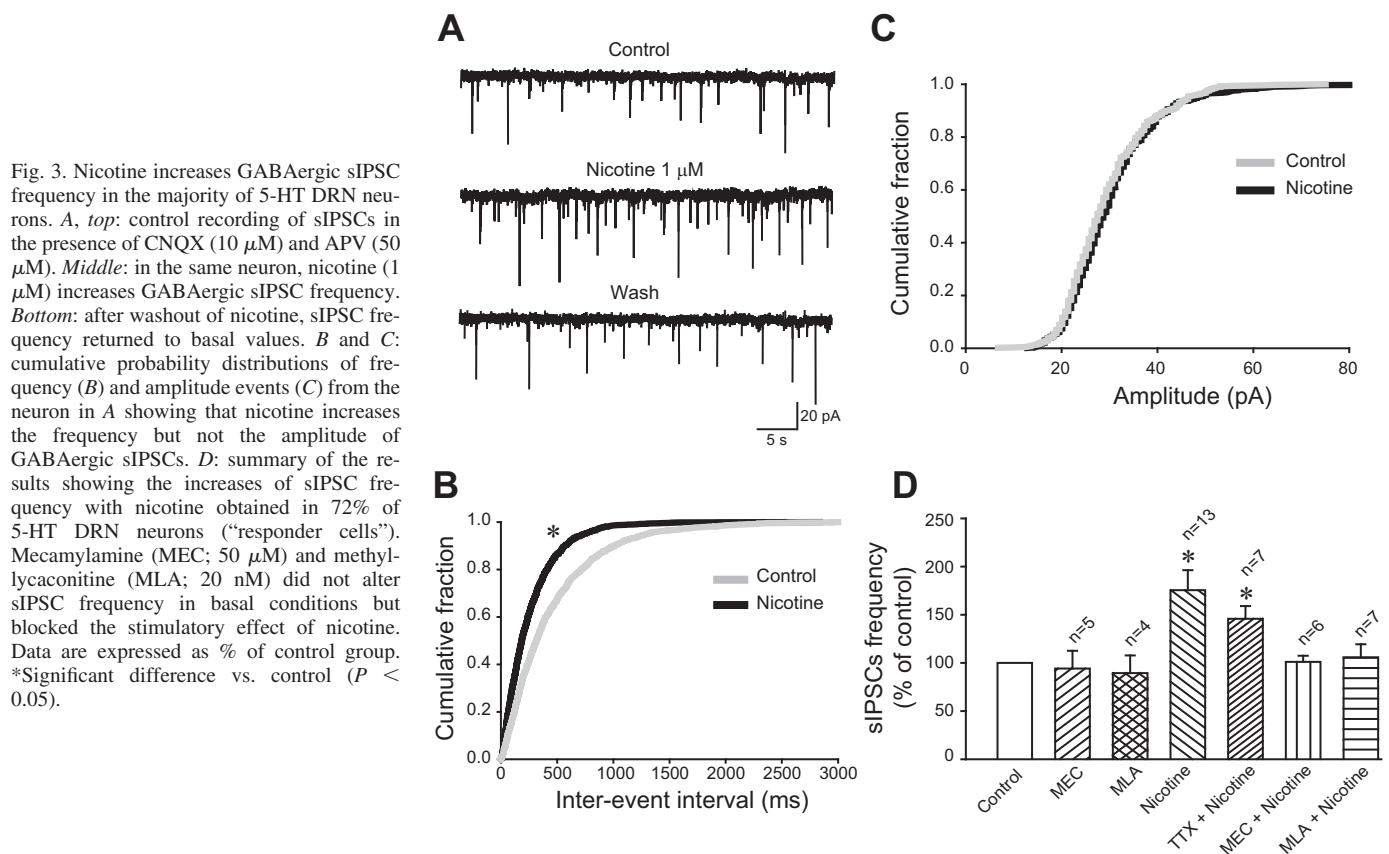 Fig. 3. Nicotine increases GABAergic sIPSC
frequency in the majority of 5-HT DRN neu-
rons. A, top: control recording of sIPSCs in
the presence of CNQX (10 μM) and APV (50
μM). Middle: in the same neuron, nicotine (1
μM) increases GABAergic sIPSC frequency.
Bottom: after washout of nicotine, sIPSC fre-
quency returned to basal values. B and C:
cumulative probability distributions of fre-
quency (B) and amplitude events (C) from the
neuron in A showing that nicotine increases
the frequency but not the amplitude of
GABAergic sIPSCs. D: summary of the re-
sults showing the increases of sIPSC fre-
quency with nicotine obtained in 72% of
5-HT DRN neurons (“responder cells”).
Mecamylamine (MEC; 50 μM) and methyl-
lycaconitine (MLA; 20 nM) did not alter
sIPSC frequency in basal conditions but
blocked the stimulatory effect of nicotine.
Data are expressed as % of control group.
*Significant difference vs. control (P <
0.05).
A
Control
Nicotine 1 μM
Wash
20 pA
5 s
B
Cumulative fraction
1.0
0.8
0.6
0.4
0.2
0.0
*
Control
Nicotine
0 500 1000 1500 2000 2500 3000
Inter-event interval (ms)
C
Cumulative fraction
1.0
0.8
0.6
0.4
0.2
0.0
Control
Nicotine
0 20 40 60 80
Amplitude (pA)
D
sIPSCs frequency
(% of control)
250
200
150
100
50
0
n=5
n=4
n=13
*
n=7
*
n=6
n=7
Control
MEC
MLA
Nicotine
TTX + Nicotine
MEC + Nicotine
MLA + Nicotine